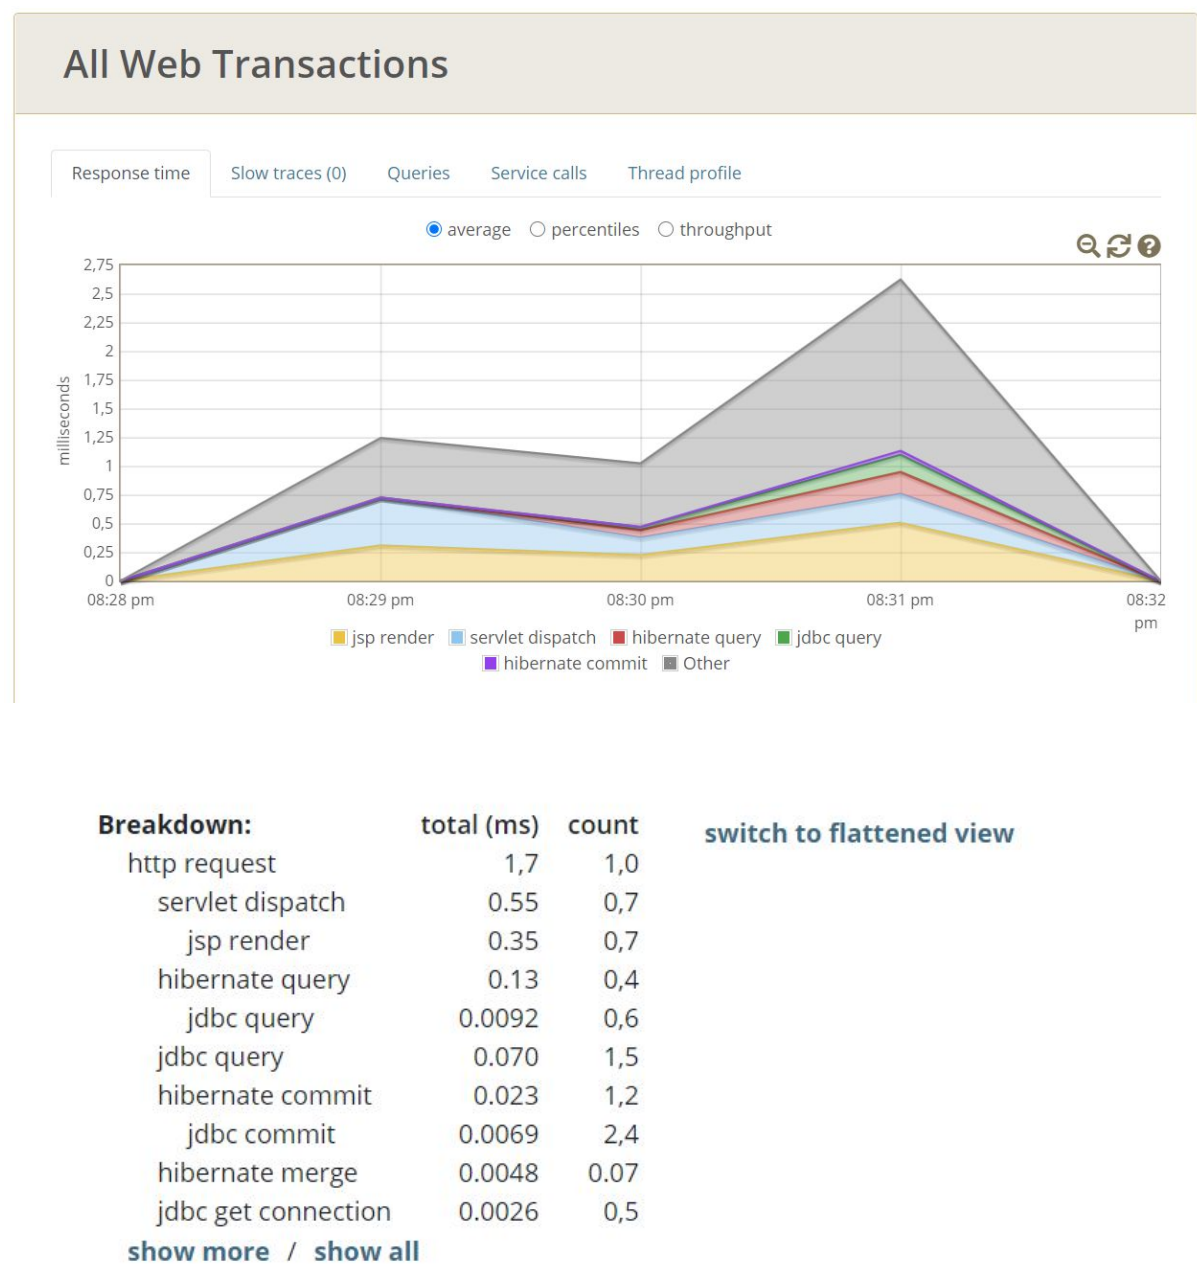 All Web Transactions
Response time Slow traces (0) Queries Service calls Thread profile
average percentiles throughput
2,75
2,5
2,25
2
1,75
1,5
1,25
1
0,75
0,5
0,25
0
milliseconds
08:28 pm 08:29 pm 08:30 pm 08:31 pm 08:32 pm
jsp render servlet dispatch hibernate query jdbc query
hibernate commit Other
Breakdown: total (ms) count switch to flattened view
http request 1,7 1,0
servlet dispatch 0.55 0,7
jsp render 0.35 0,7
hibernate query 0.13 0,4
jdbc query 0.0092 0,6
jdbc query 0.070 1,5
hibernate commit 0.023 1,2
jdbc commit 0.0069 2,4
hibernate merge 0.0048 0.07
jdbc get connection 0.0026 0,5
show more / show all